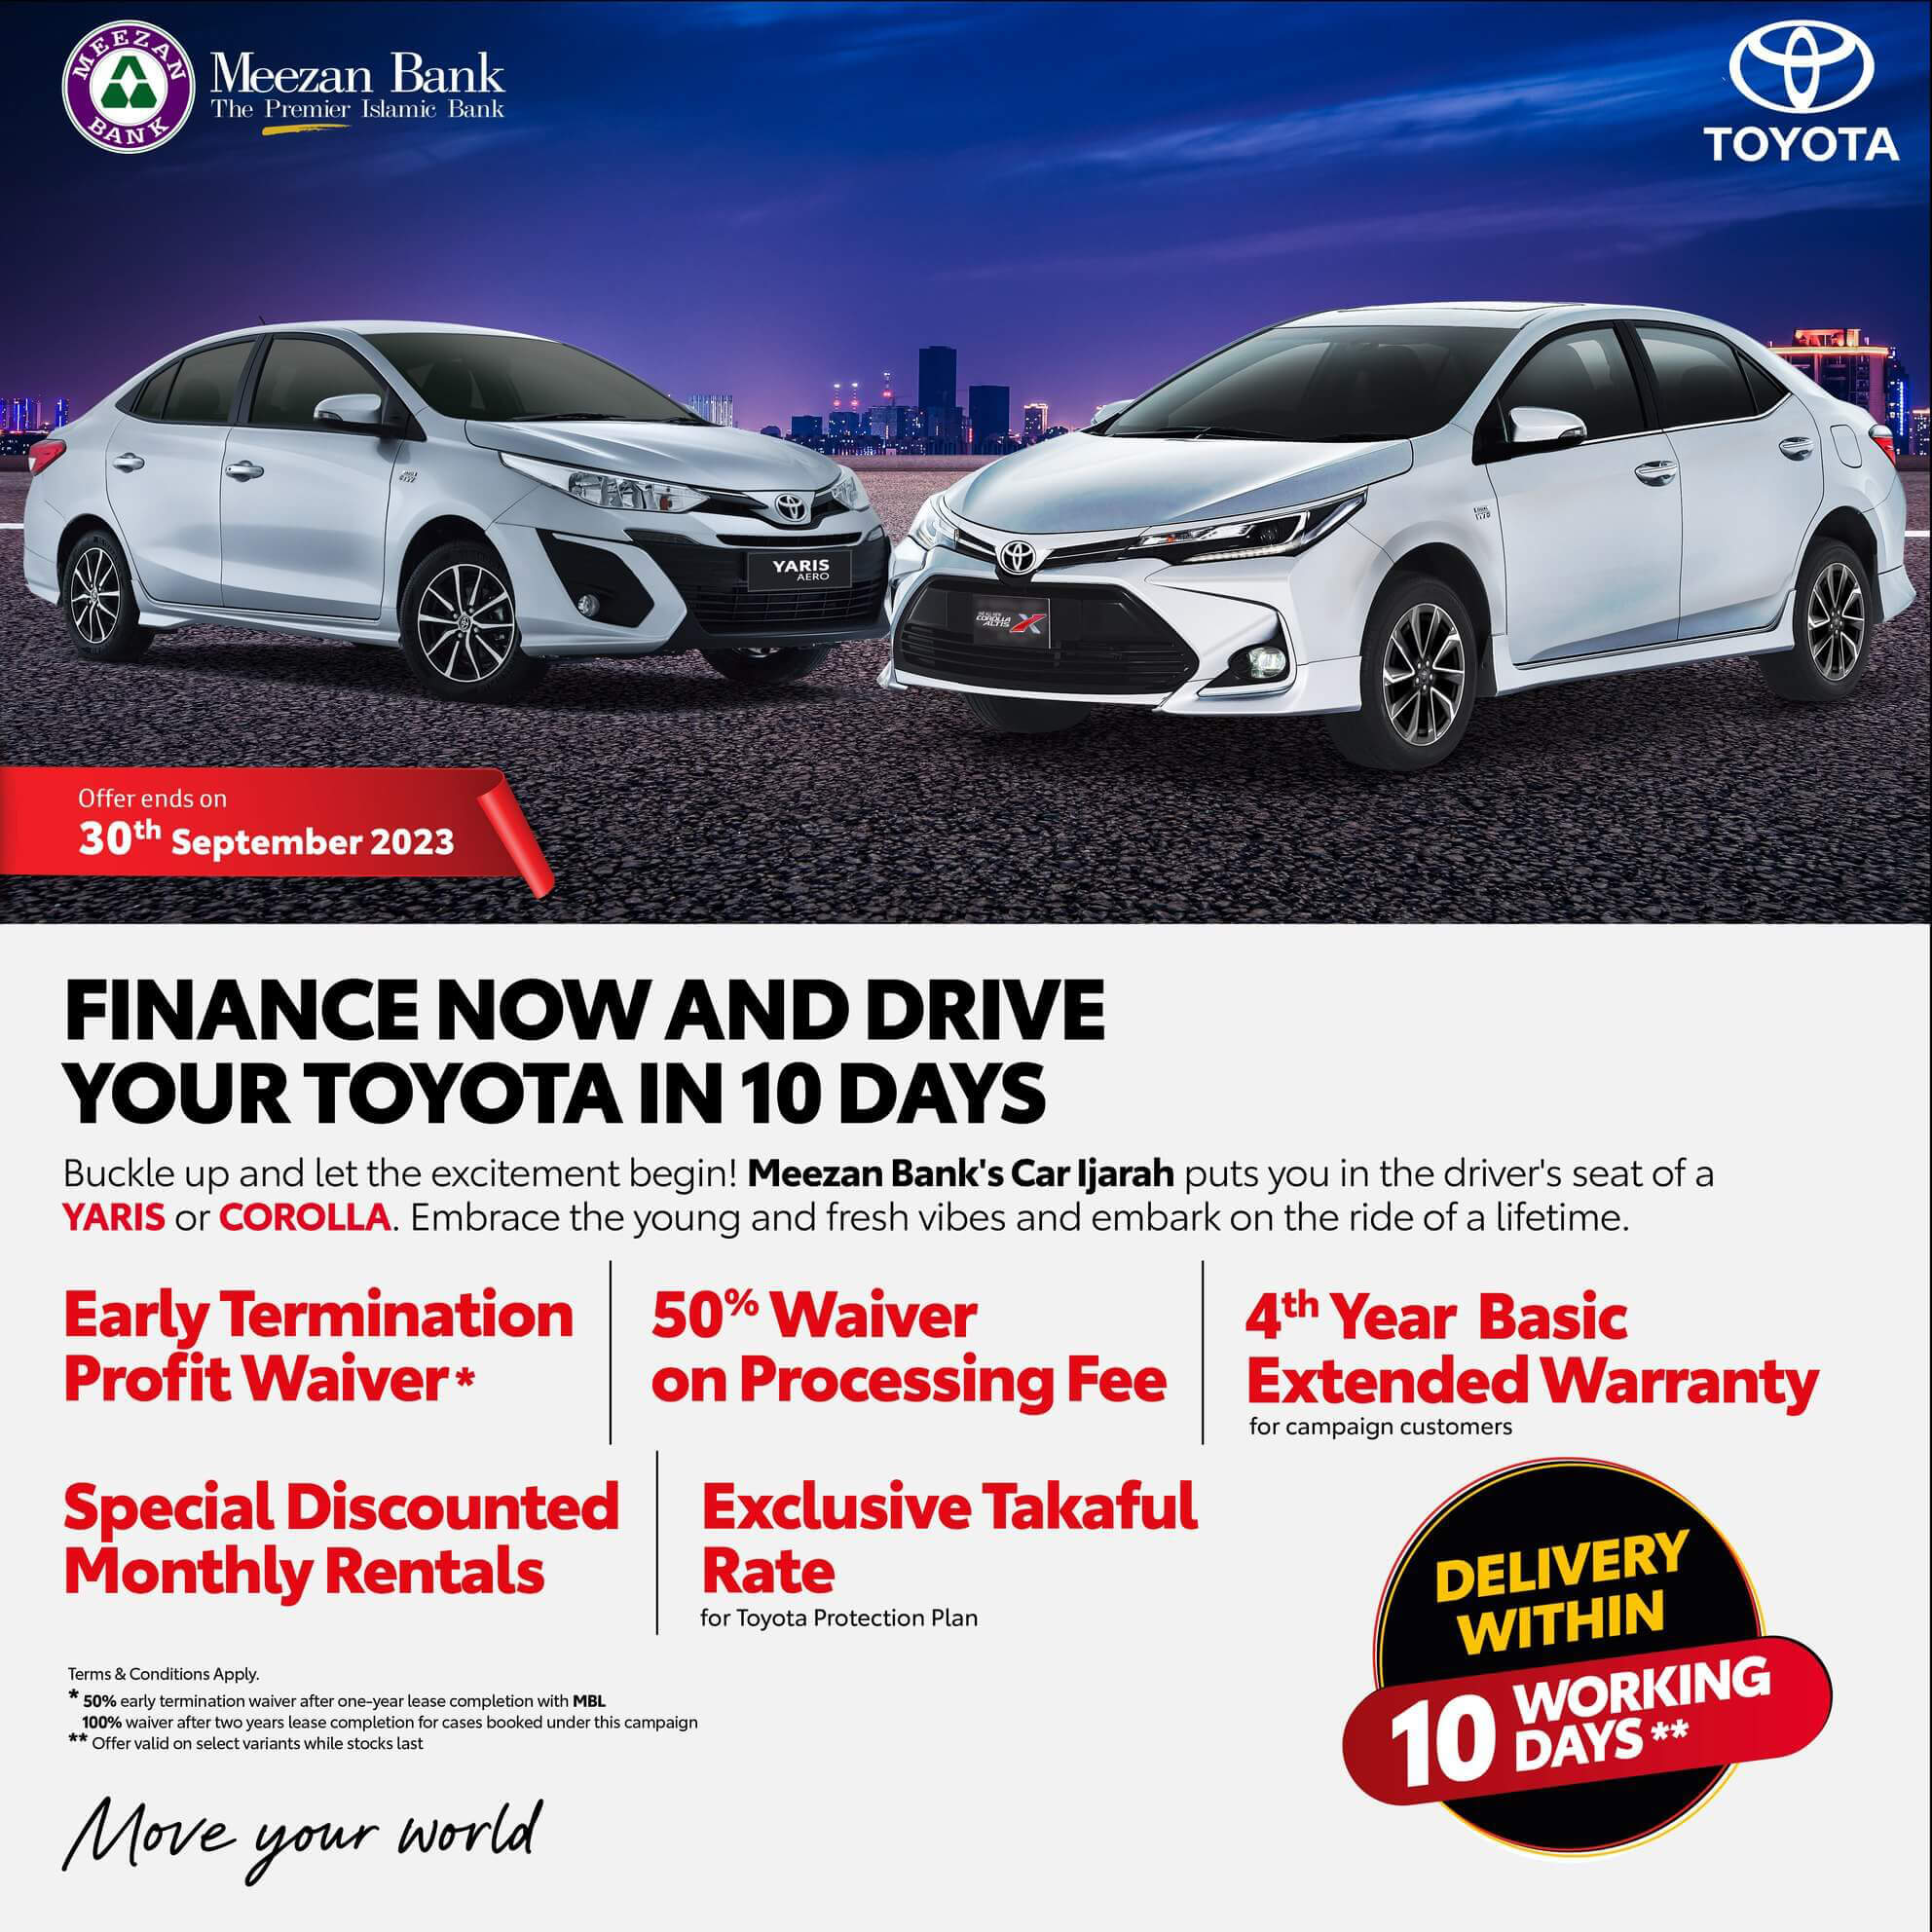 MEEZAN BANK
Meezan Bank
The Premier Islamic Bank
TOYOTA
YARIS
AERO
COROLLA
ALTIS X
Offer ends on
30th September 2023
FINANCE NOW AND DRIVE
YOUR TOYOTA IN 10 DAYS
Buckle up and let the excitement begin! Meezan Bank's Car Ijarah puts you in the driver's seat of a
YARIS or COROLLA. Embrace the young and fresh vibes and embark on the ride of a lifetime.
Early Termination
Profit Waiver*
50% Waiver
on Processing Fee
4th Year Basic
Extended Warranty
for campaign customers
Special Discounted
Monthly Rentals
Exclusive Takaful
Rate
for Toyota Protection Plan
DELIVERY
WITHIN
10 WORKING
DAYS**
Terms & Conditions Apply.
* 50% early termination waiver after one-year lease completion with MBL
100% waiver after two years lease completion for cases booked under this campaign
** Offer valid on select variants while stocks last
Move your world